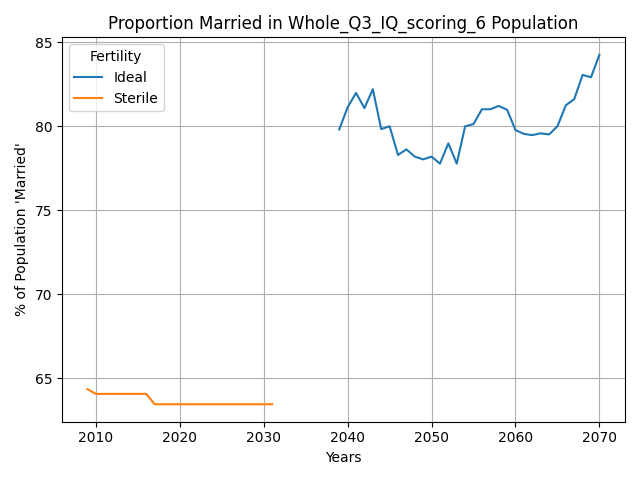 Proportion Married in Whole_Q3_IQ_scoring_6 Population
Fertility
Ideal
Sterile
% of Population 'Married'
85
80
75
70
65
2010 2020 2030 2040 2050 2060 2070
Years